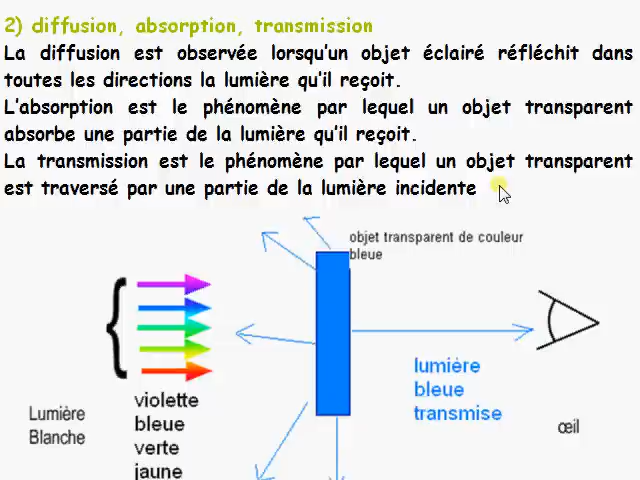 2) diffusion, absorption, transmission
La diffusion est observée lorsqu'un objet éclairé réfléchit dans
toutes les directions la lumière qu'il reçoit.
L'absorption est le phénomène par lequel un objet transparent
absorbe une partie de la lumière qu'il reçoit.
La transmission est le phénomène par lequel un objet transparent
est traversé par une partie de la lumière incidente
objet transparent de couleur
bleue
lumière
bleue
transmise
Lumière
Blanche
violette
bleue
verte
jaune
œil